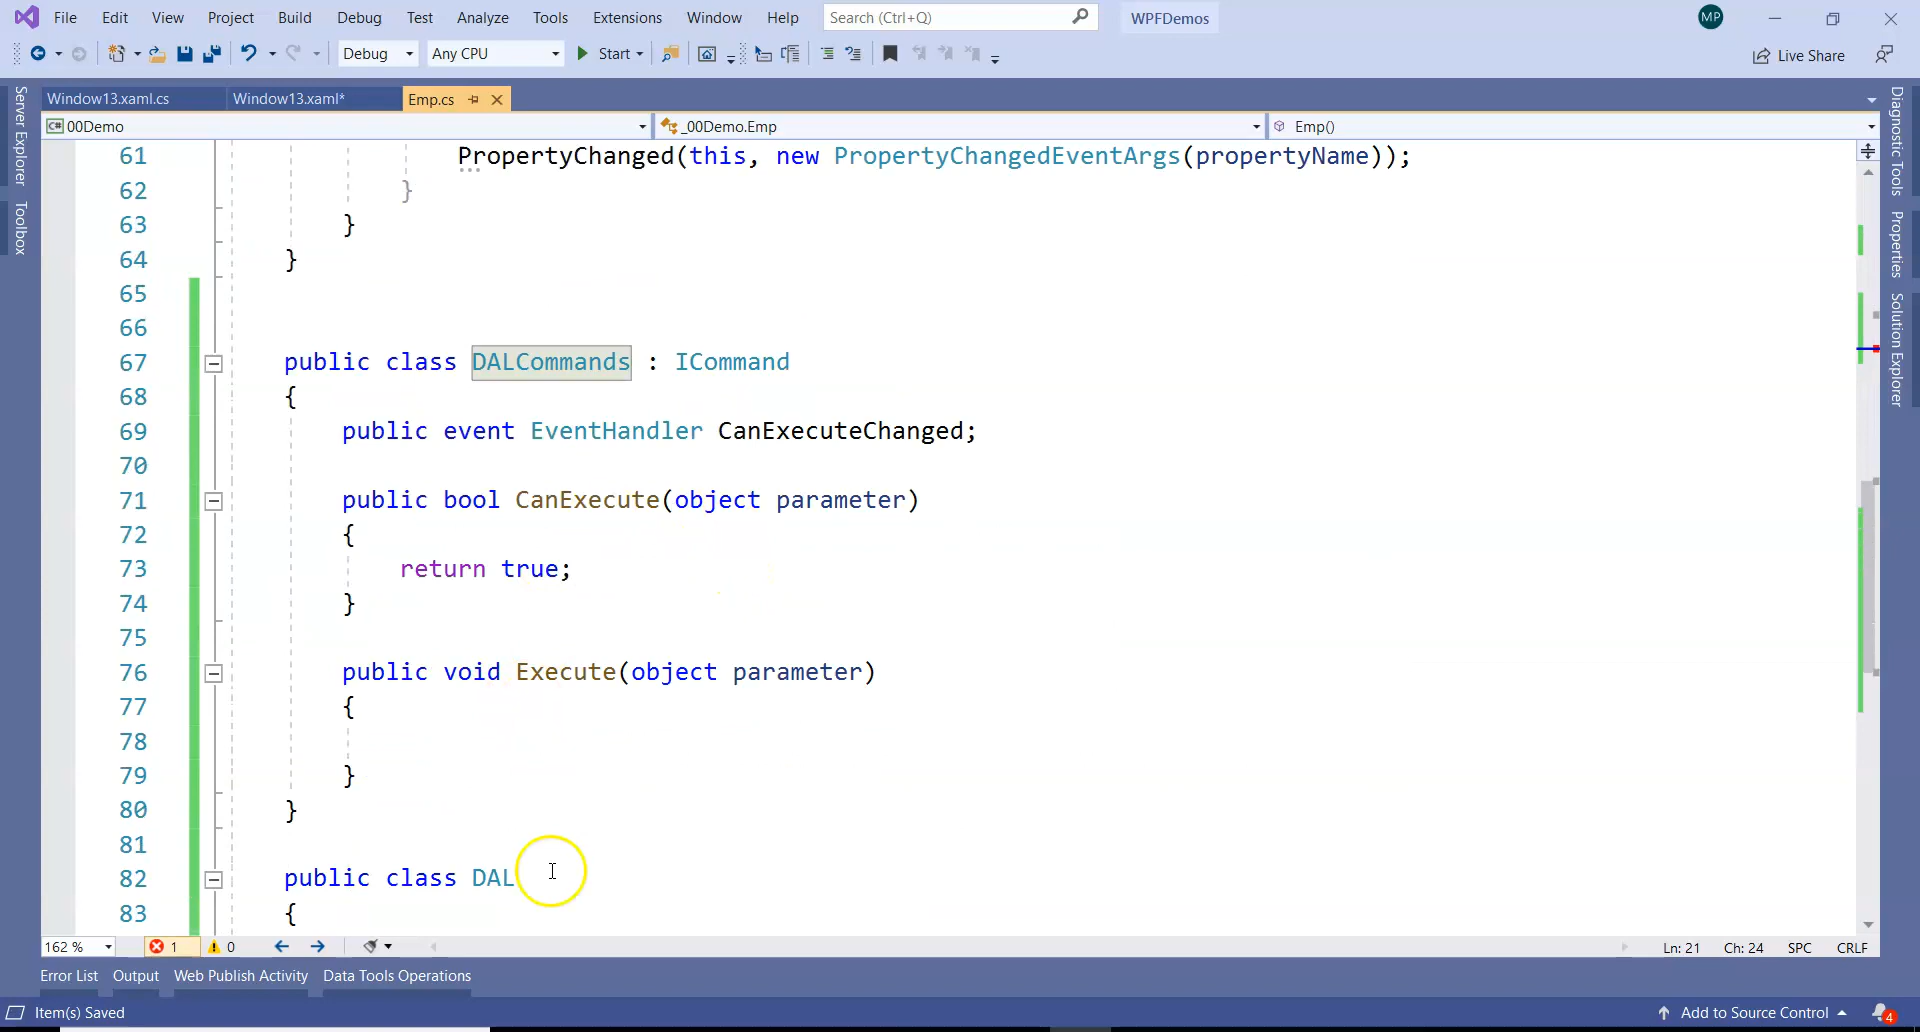 File Edit View Project Build Debug Test Analyze Tools Extensions Window Help Search (Ctrl+Q) WPFDemos MP
Debug Any CPU Start Live Share
Window13.xaml.cs Window13.xaml* Emp.cs
C# 00Demo _00Demo.Emp Emp()
Server Explorer
Toolbox
Diagnostic Tools
Properties
Solution Explorer
61 PropertyChanged(this, new PropertyChangedEventArgs(propertyName));
62 }
63 }
64 }
65
66
67 public class DALCommands : ICommand
68 {
69 public event EventHandler CanExecuteChanged;
70
71 public bool CanExecute(object parameter)
72 {
73 return true;
74 }
75
76 public void Execute(object parameter)
77 {
78
79 }
80 }
81
82 public class DAL
83 {
162 % 1 0 Ln: 21 Ch: 24 SPC CRLF
Error List Output Web Publish Activity Data Tools Operations
Item(s) Saved Add to Source Control 4